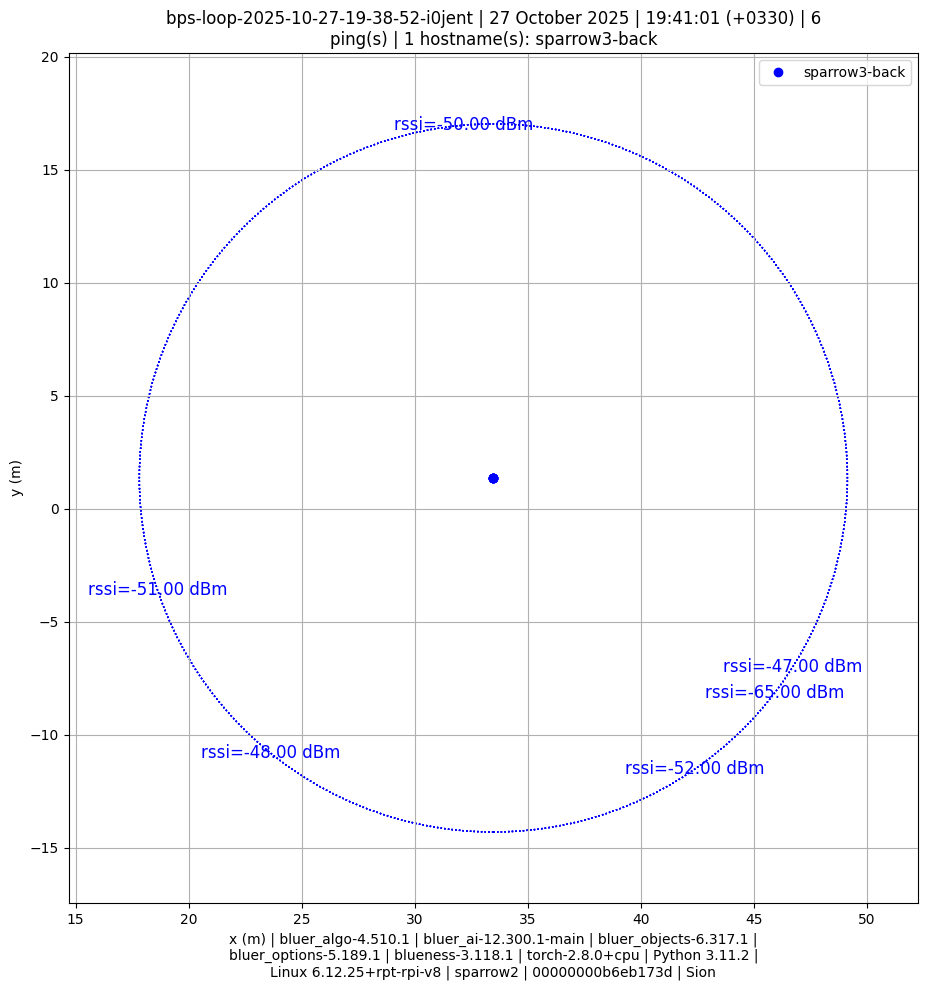 bps-loop-2025-10-27-19-38-52-i0jent | 27 October 2025 | 19:41:01 (+0330) | 6
ping(s) | 1 hostname(s): sparrow3-back
20
sparrow3-back
rssi=-50.00 dBm
15
10
5
y (m)
0
rssi=-51.00 dBm
−5
rssi=-47.00 dBm
rssi=-65.00 dBm
−10
rssi=-48.00 dBm
rssi=-52.00 dBm
−15
15 20 25 30 35 40 45 50
x (m) | bluer_algo-4.510.1 | bluer_ai-12.300.1-main | bluer_objects-6.317.1 |
bluer_options-5.189.1 | blueness-3.118.1 | torch-2.8.0+cpu | Python 3.11.2 |
Linux 6.12.25+rpt-rpi-v8 | sparrow2 | 00000000b6eb173d | Sion